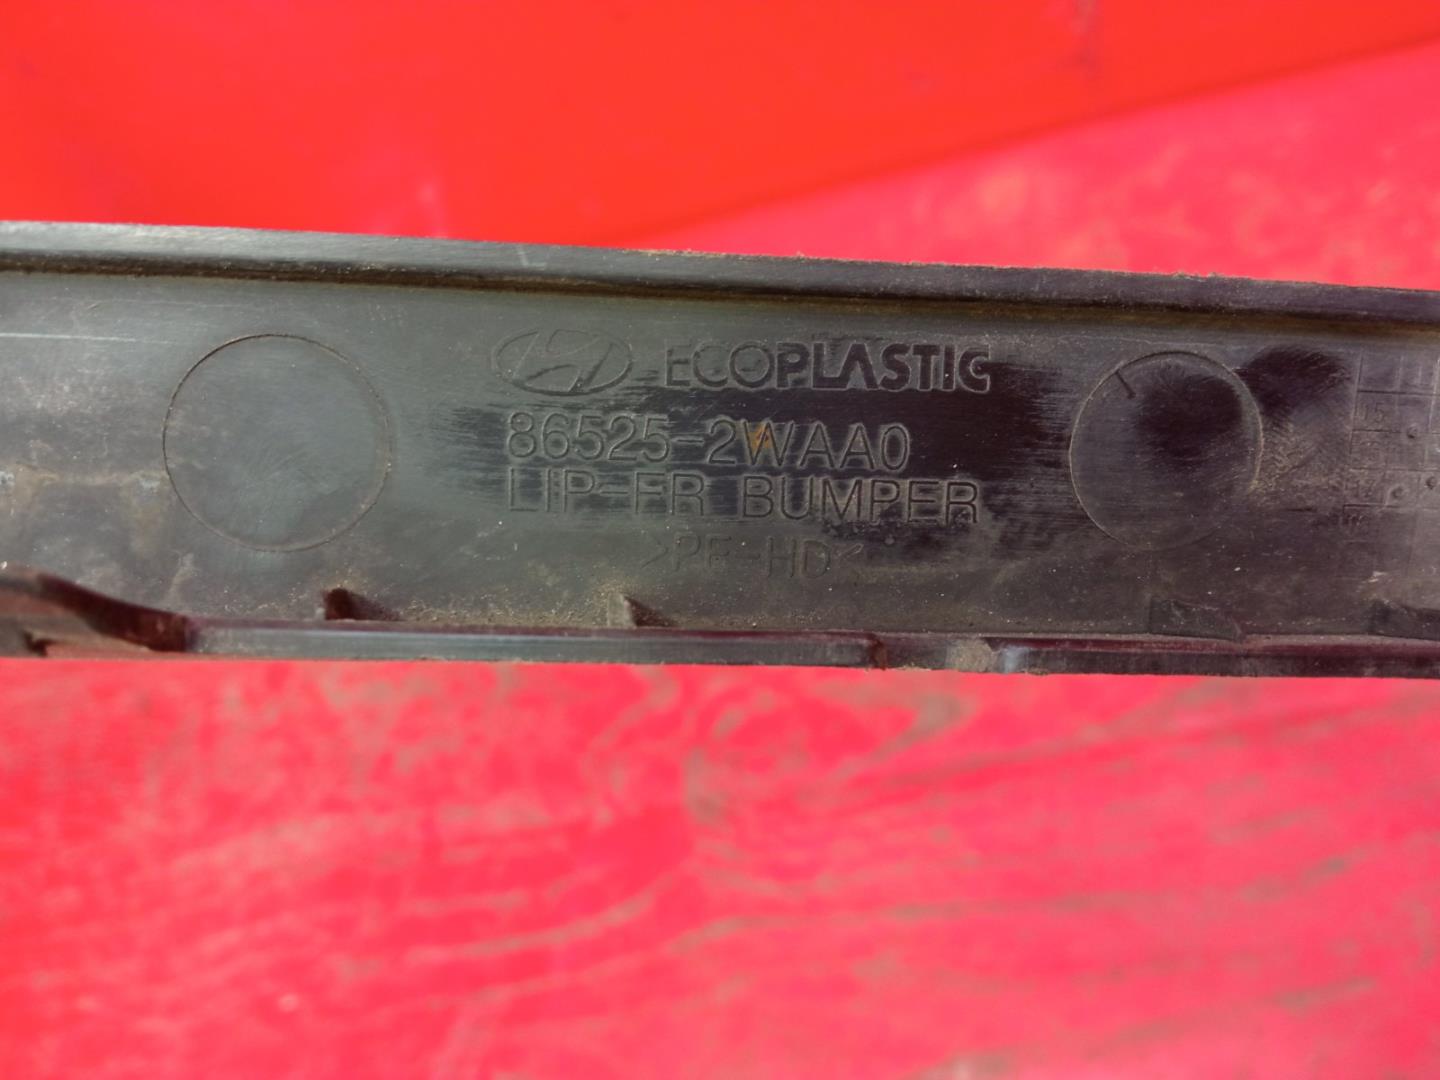 ECOPLASTIC
86525-2WAA0
LIP-FR BUMPER
>PE-HD<